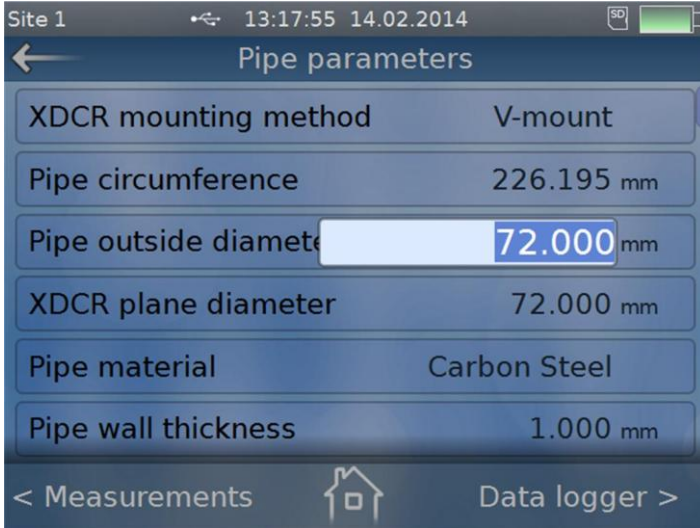 Site 1 13:17:55 14.02.2014 SD
Pipe parameters
XDCR mounting method V-mount
Pipe circumference 226.195 mm
Pipe outside diamete 72.000 mm
XDCR plane diameter 72.000 mm
Pipe material Carbon Steel
Pipe wall thickness 1.000 mm
< Measurements Data logger >